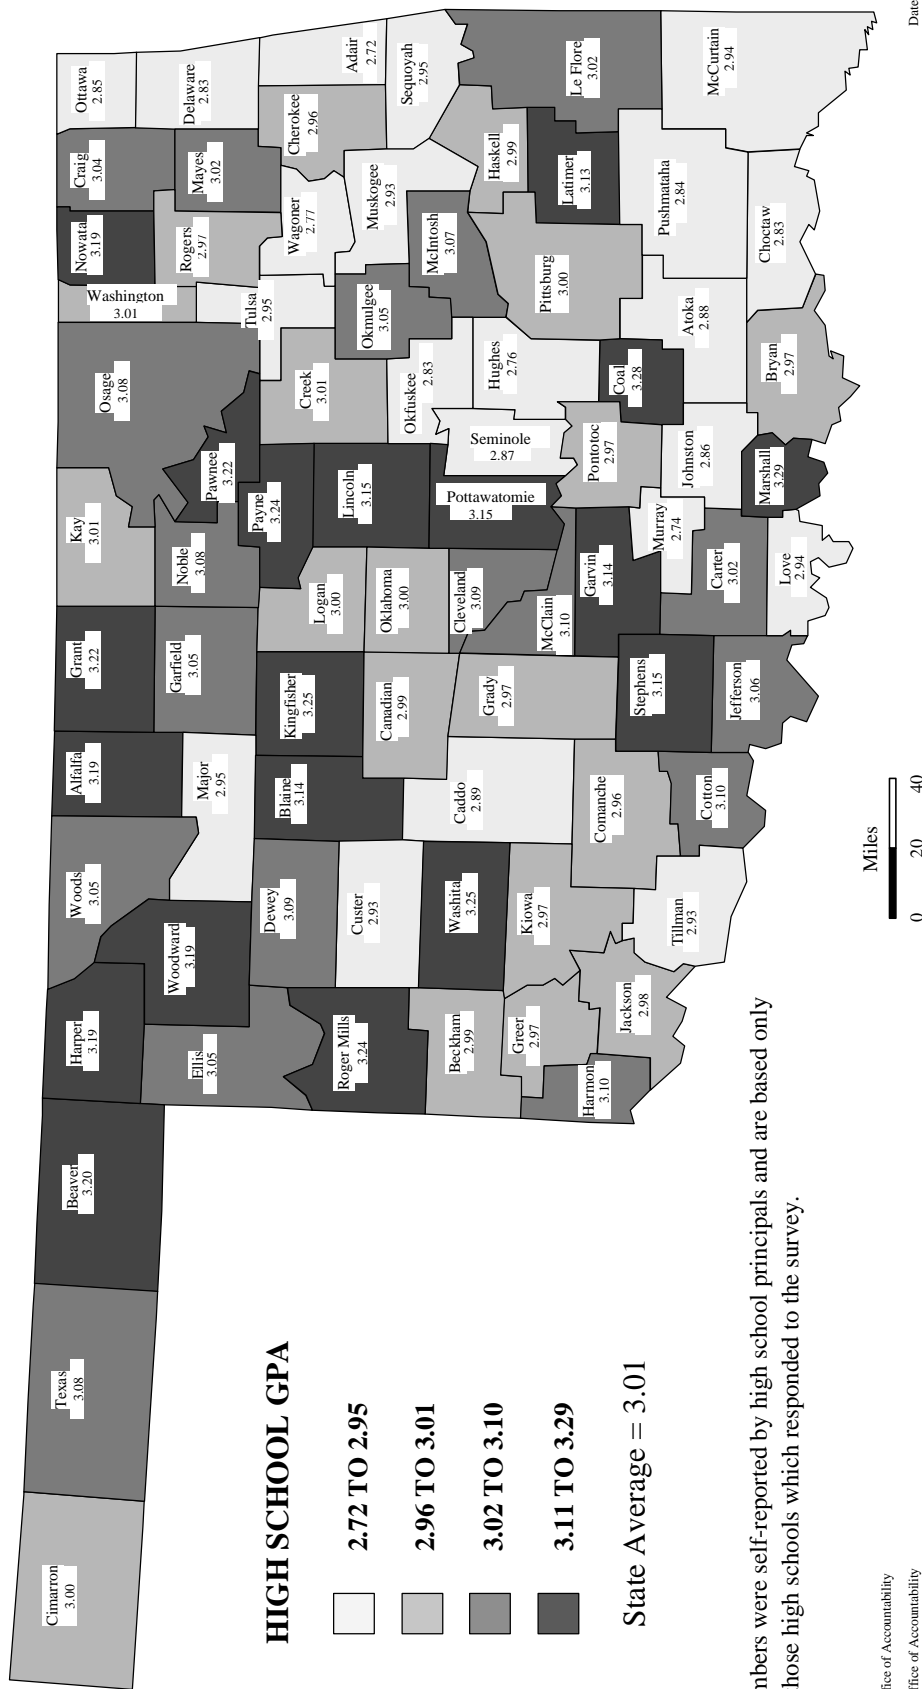 Cimarron
3.00
Texas
3.08
Beaver
3.20
Harper
3.19
Woods
3.05
Alfalfa
3.19
Grant
3.22
Kay
3.01
Osage
3.08
Washington
3.01
Nowata
3.19
Craig
3.04
Ottawa
2.85
Ellis
3.05
Woodward
3.19
Major
2.95
Garfield
3.05
Noble
3.08
Pawnee
3.22
Rogers
2.97
Mayes
3.02
Delaware
2.83
Roger Mills
3.24
Dewey
3.09
Blaine
3.14
Kingfisher
3.25
Logan
3.00
Payne
3.24
Creek
3.01
Tulsa
2.95
Wagoner
2.77
Cherokee
2.96
Adair
2.72
Beckham
2.99
Custer
2.93
Canadian
2.99
Oklahoma
3.00
Lincoln
3.15
Okfuskee
2.83
Okmulgee
3.05
Muskogee
2.93
Sequoyah
2.95
Washita
3.25
Caddo
2.89
Grady
2.97
Cleveland
3.09
Pottawatomie
3.15
Seminole
2.87
Hughes
2.76
McIntosh
3.07
Haskell
2.99
Greer
2.97
Kiowa
2.97
McClain
3.10
Pittsburg
3.00
Latimer
3.13
Le Flore
3.02
Harmon
3.10
Jackson
2.98
Comanche
2.96
Stephens
3.15
Garvin
3.14
Pontotoc
2.97
Coal
3.28
Tillman
2.93
Cotton
3.10
Jefferson
3.06
Murray
2.74
Carter
3.02
Johnston
2.86
Atoka
2.88
Pushmataha
2.84
McCurtain
2.94
Love
2.94
Marshall
3.29
Bryan
2.97
Choctaw
2.83
HIGH SCHOOL GPA
2.72 TO 2.95
2.96 TO 3.01
3.02 TO 3.10
3.11 TO 3.29
State Average = 3.01
Miles
0 20 40
mbers were self-reported by high school principals and are based only
hose high schools which responded to the survey.
fice of Accountability
ffice of Accountability
Date